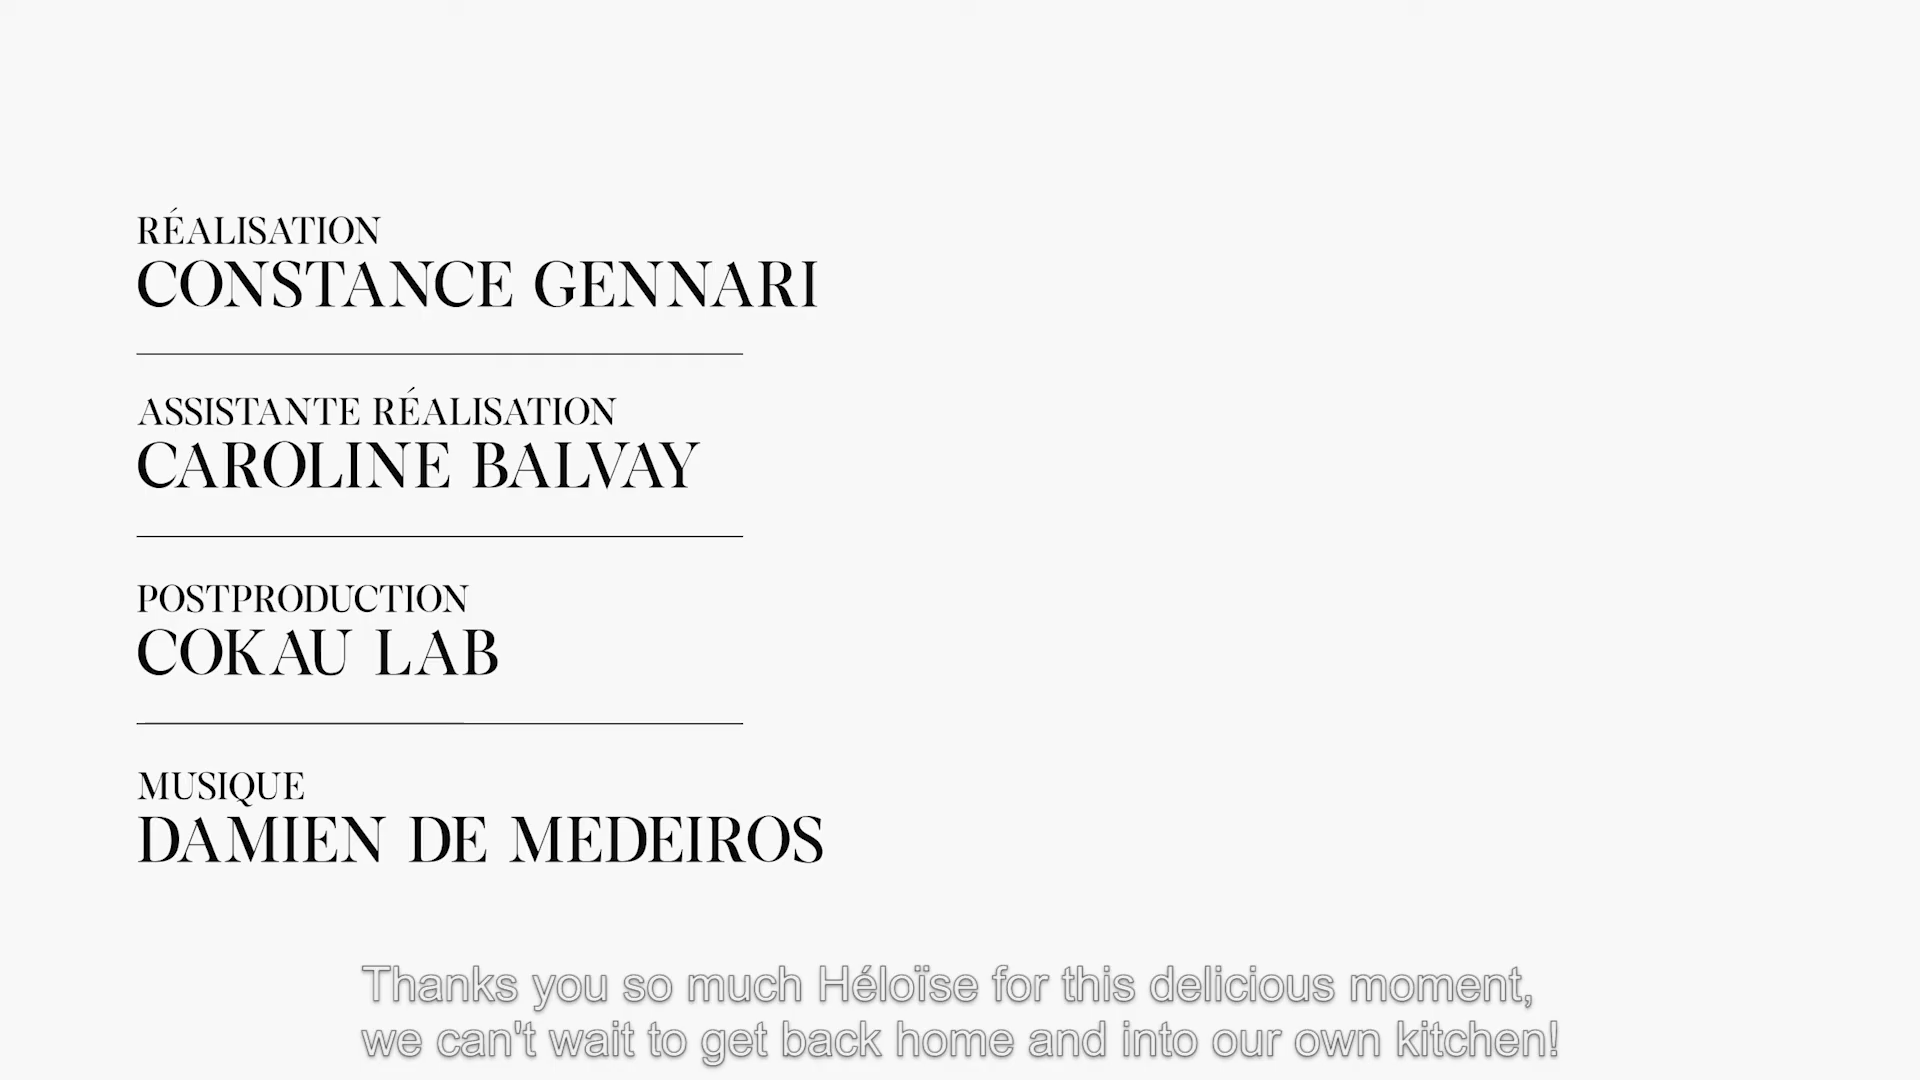 RÉALISATION
CONSTANCE GENNARI
ASSISTANTE RÉALISATION
CAROLINE BALVAY
POSTPRODUCTION
COKAU LAB
MUSIQUE
DAMIEN DE MEDEIROS
Thanks you so much Héloïse for this delicious moment,
we can't wait to get back home and into our own kitchen!